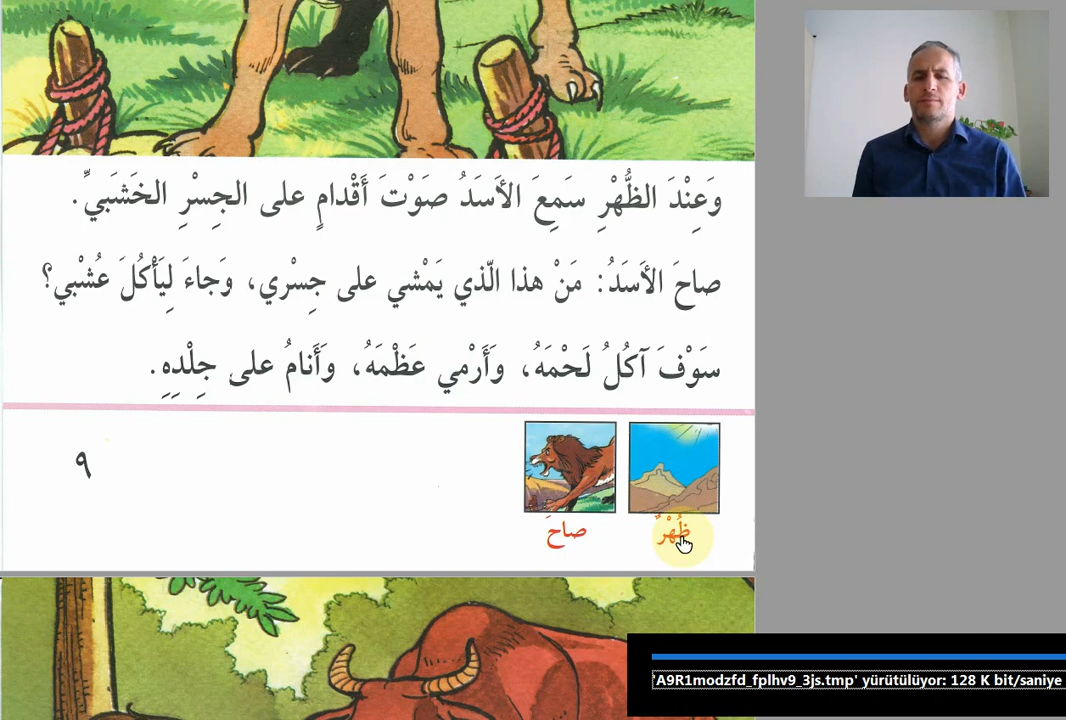 وَعِنْدَ الظُّهْرِ سَمِعَ الأَسَدُ صَوْتَ أَقْدامٍ على الجِسْرِ الخَشَبيِّ.
صاحَ الأَسَدُ: مَنْ هذا الّذي يَمْشي على جِسْري، وَجاءَ لِيَأْكُلَ عُشْبي؟
سَوْفَ آكُلُ لَحْمَهُ، وَأَرْمي عَظْمَهُ، وَأَنامُ على جِلْدِهِ.
ظُهْرٌ
صاحَ
٩
'A9R1modzfd_fplhv9_3js.tmp' yürütülüyor: 128 K bit/saniye